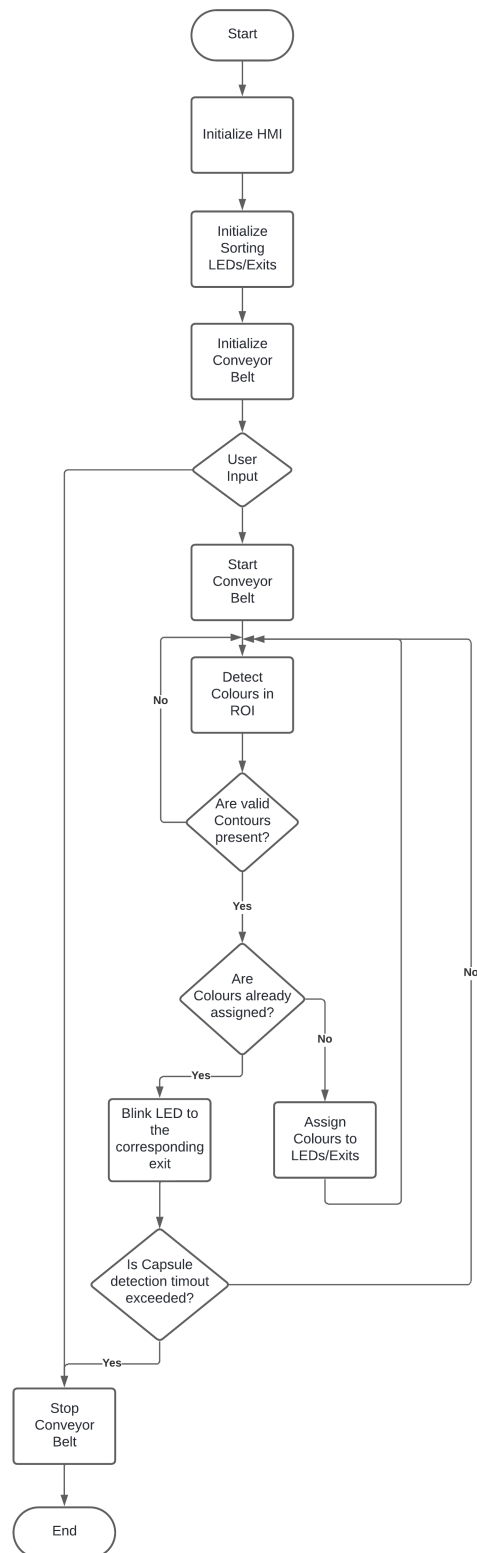 Start
Initialize HMI
Initialize
Sorting
LEDs/Exits
Initialize
Conveyor
Belt
User
Input
Start
Conveyor
Belt
Detect
Colours in
ROI
No
Are valid
Contours
present?
Yes
Are
Colours already
assigned?
No
No
Yes
Blink LED to
the
corresponding
exit
Assign
Colours to
LEDs/Exits
Is Capsule
detection timout
exceeded?
Yes
Stop
Conveyor
Belt
End